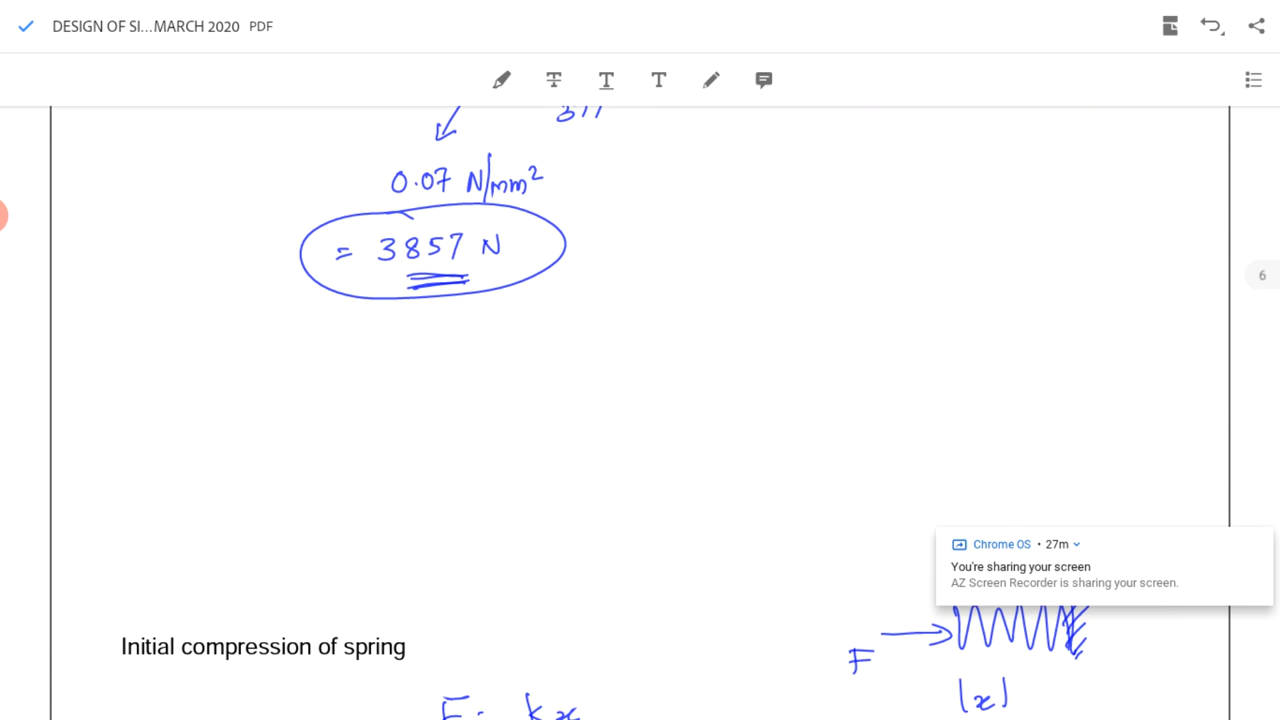 DESIGN OF SI...MARCH 2020 PDF
T T T
0.07 N/mm²
= 3857 N
6
Chrome OS • 27m
You're sharing your screen
AZ Screen Recorder is sharing your screen.
Initial compression of spring
F
(x)
F = kx